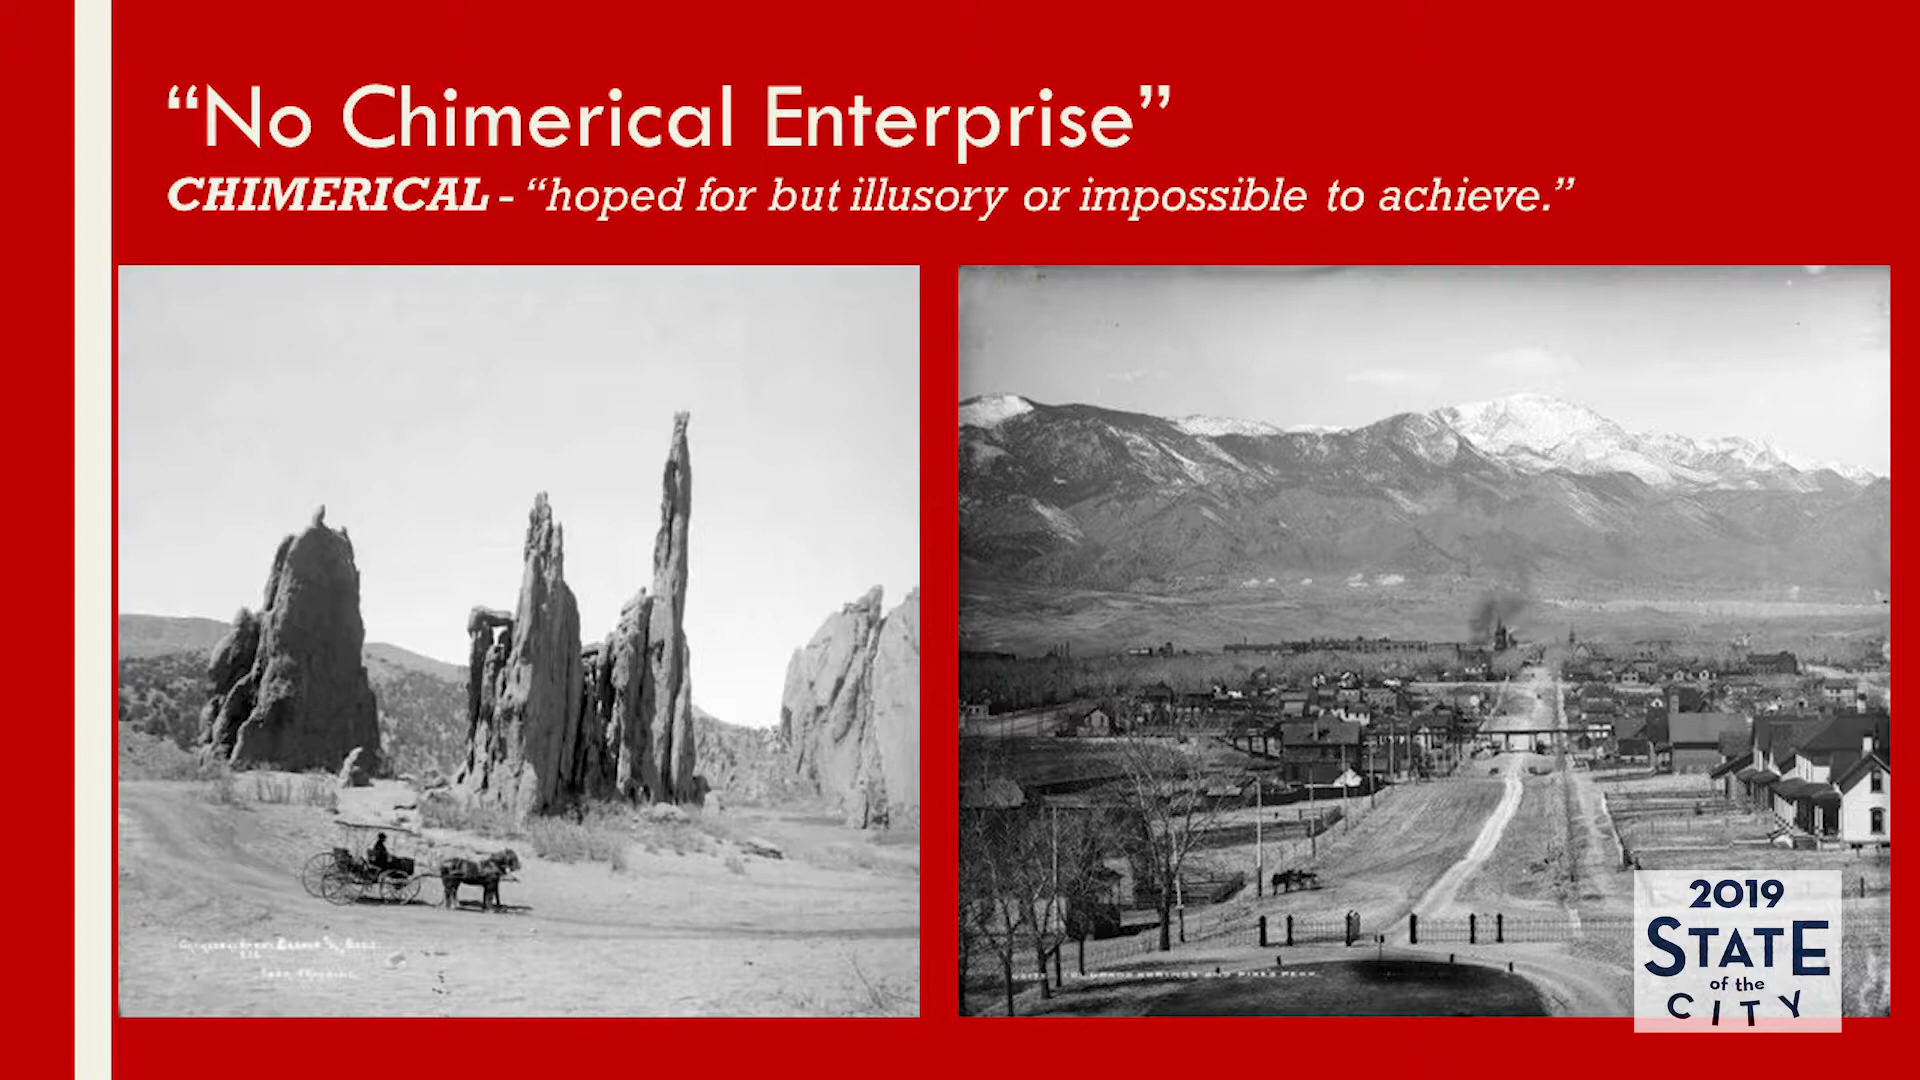 “No Chimerical Enterprise”
CHIMERICAL - “hoped for but illusory or impossible to achieve.”
2019
STATE
of the
CITY